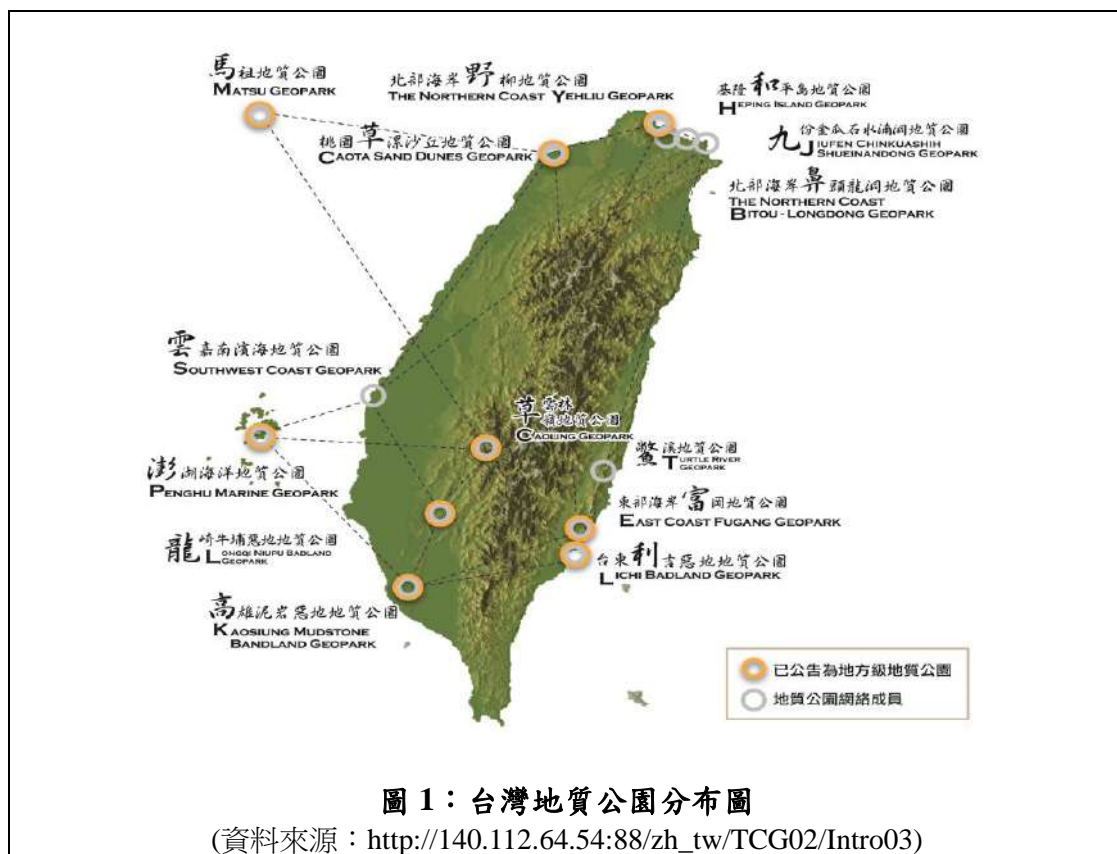 馬祖地質公園
MATSU GEOPARK
北部海岸野柳地質公園
THE NORTHERN COAST YEHLIU GEOPARK
基隆和平島地質公園
HEPING ISLAND GEOPARK
桃園草漯沙丘地質公園
CAOTA SAND DUNES GEOPARK
九份金瓜石水湳洞地質公園
JIUFEN CHINKUASHIH
SHUEINANDONG GEOPARK
北部海岸鼻頭龍洞地質公園
THE NORTHERN COAST
BITOU - LONGDONG GEOPARK
雲嘉南濱海地質公園
SOUTHWEST COAST GEOPARK
雲林
草嶺地質公園
CAOLING GEOPARK
鱉溪地質公園
TURTLE RIVER
GEOPARK
澎湖海洋地質公園
PENGHU MARINE GEOPARK
東部海岸富岡地質公園
EAST COAST FUGANG GEOPARK
龍崎牛埔惡地地質公園
LONGQI NIUPU BADLAND
GEOPARK
台東利吉惡地地質公園
LICHI BADLAND GEOPARK
高雄泥岩惡地地質公園
KAOSIUNG MUDSTONE
BANDLAND GEOPARK
已公告為地方級地質公園
地質公園網絡成員
圖 1：台灣地質公園分布圖
(資料來源：http://140.112.64.54:88/zh_tw/TCG02/Intro03)